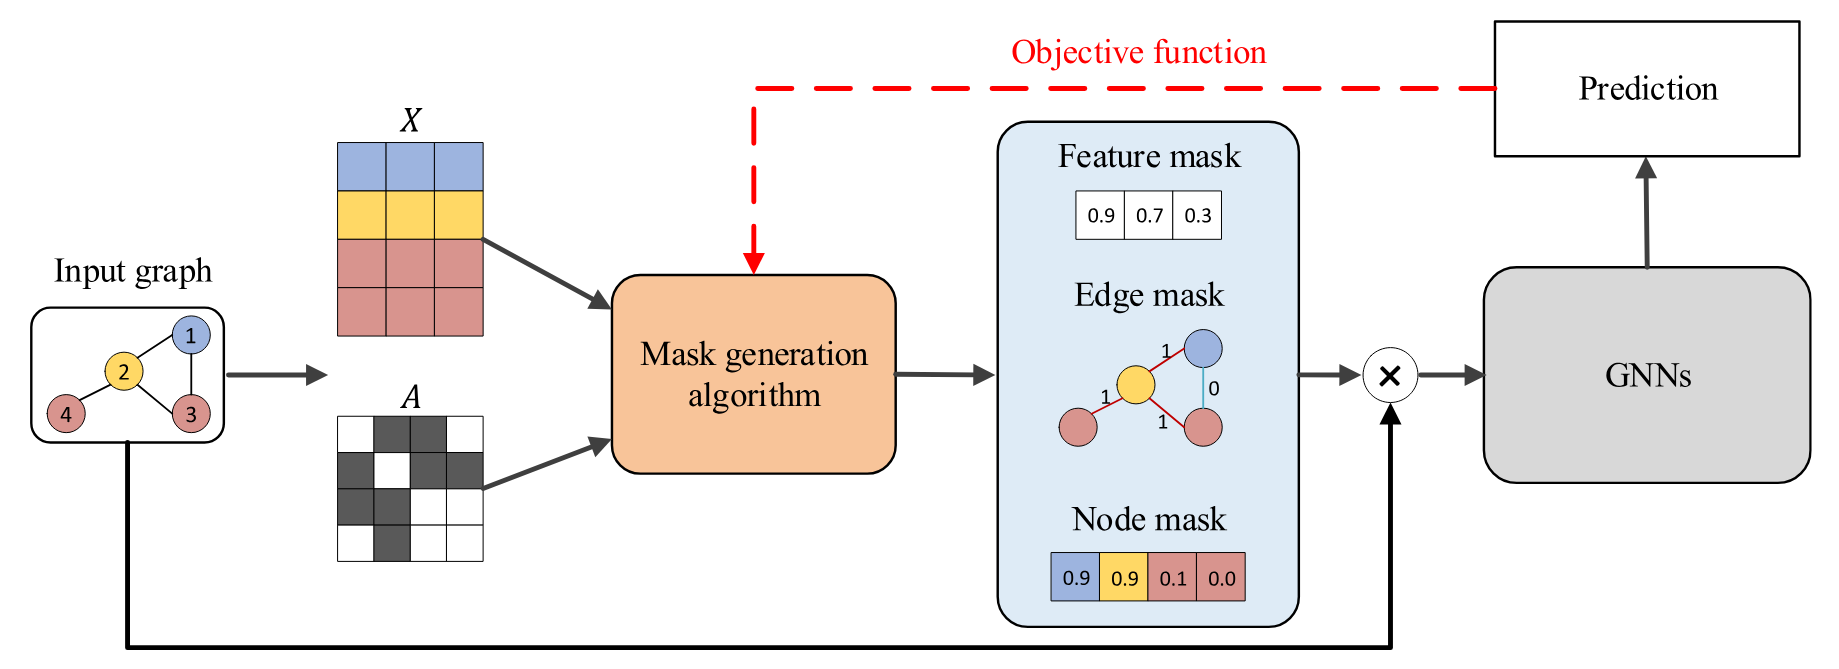 Objective function
Prediction
X
Feature mask
0.9 0.7 0.3
Input graph
1
2
4
3
Edge mask
1
0
1
1
Mask generation
algorithm
GNNs
×
A
Node mask
0.9 0.9 0.1 0.0